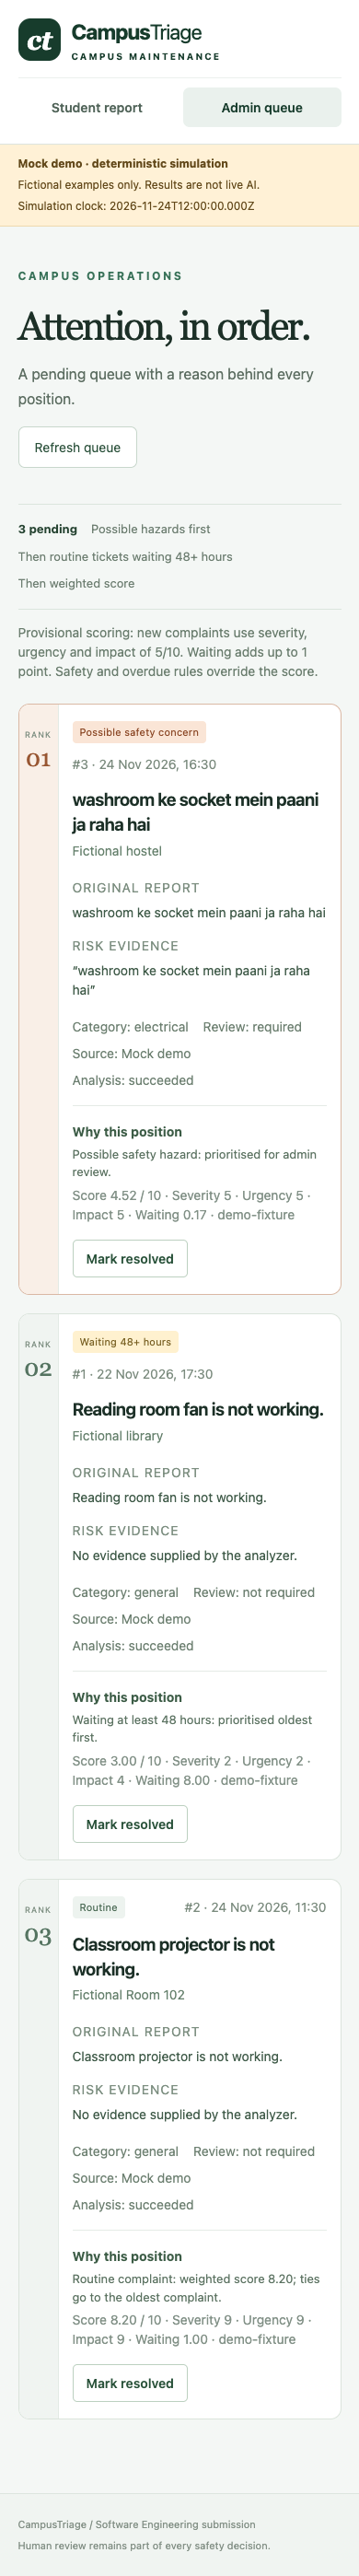 ct CampusTriage
CAMPUS MAINTENANCE
Student report Admin queue
Mock demo · deterministic simulation
Fictional examples only. Results are not live AI.
Simulation clock: 2026-11-24T12:00:00.000Z
CAMPUS OPERATIONS
Attention, in order.
A pending queue with a reason behind every
position.
Refresh queue
3 pending Possible hazards first
Then routine tickets waiting 48+ hours
Then weighted score
Provisional scoring: new complaints use severity,
urgency and impact of 5/10. Waiting adds up to 1
point. Safety and overdue rules override the score.
RANK
01
Possible safety concern
#3 · 24 Nov 2026, 16:30
washroom ke socket mein paani
ja raha hai
Fictional hostel
ORIGINAL REPORT
washroom ke socket mein paani ja raha hai
RISK EVIDENCE
"washroom ke socket mein paani ja raha
hai"
Category: electrical Review: required
Source: Mock demo
Analysis: succeeded
Why this position
Possible safety hazard: prioritised for admin
review.
Score 4.52 / 10 · Severity 5 · Urgency 5 ·
Impact 5 · Waiting 0.17 · demo-fixture
Mark resolved
RANK
02
Waiting 48+ hours
#1 · 22 Nov 2026, 17:30
Reading room fan is not working.
Fictional library
ORIGINAL REPORT
Reading room fan is not working.
RISK EVIDENCE
No evidence supplied by the analyzer.
Category: general Review: not required
Source: Mock demo
Analysis: succeeded
Why this position
Waiting at least 48 hours: prioritised oldest
first.
Score 3.00 / 10 · Severity 2 · Urgency 2 ·
Impact 4 · Waiting 8.00 · demo-fixture
Mark resolved
RANK
03
Routine #2 · 24 Nov 2026, 11:30
Classroom projector is not
working.
Fictional Room 102
ORIGINAL REPORT
Classroom projector is not working.
RISK EVIDENCE
No evidence supplied by the analyzer.
Category: general Review: not required
Source: Mock demo
Analysis: succeeded
Why this position
Routine complaint: weighted score 8.20; ties
go to the oldest complaint.
Score 8.20 / 10 · Severity 9 · Urgency 9 ·
Impact 9 · Waiting 1.00 · demo-fixture
Mark resolved
CampusTriage / Software Engineering submission
Human review remains part of every safety decision.